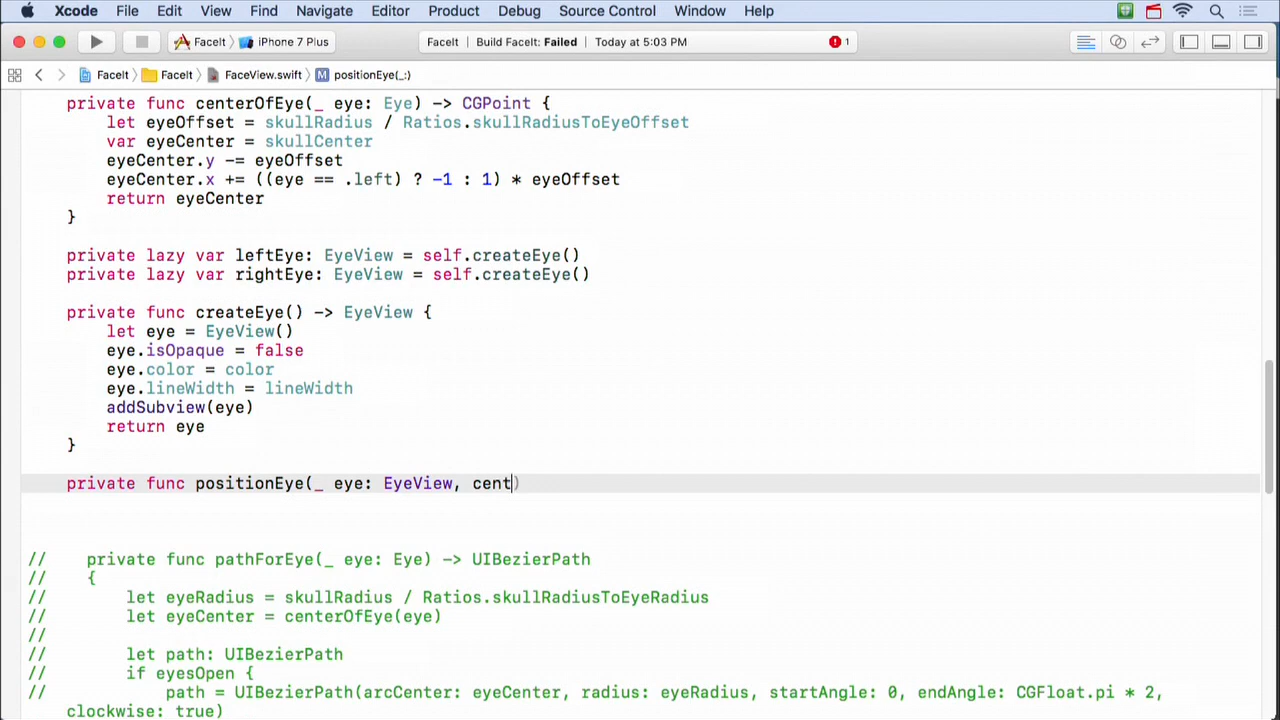 Xcode File Edit View Find Navigate Editor Product Debug Source Control Window Help
FaceIt iPhone 7 Plus FaceIt Build FaceIt: Failed Today at 5:03 PM 1
FaceIt FaceIt FaceView.swift M positionEye(_:)
private func centerOfEye(_ eye: Eye) -> CGPoint {
let eyeOffset = skullRadius / Ratios.skullRadiusToEyeOffset
var eyeCenter = skullCenter
eyeCenter.y -= eyeOffset
eyeCenter.x += ((eye == .left) ? -1 : 1) * eyeOffset
return eyeCenter
}
private lazy var leftEye: EyeView = self.createEye()
private lazy var rightEye: EyeView = self.createEye()
private func createEye() -> EyeView {
let eye = EyeView()
eye.isOpaque = false
eye.color = color
eye.lineWidth = lineWidth
addSubview(eye)
return eye
}
private func positionEye(_ eye: EyeView, cent)
// private func pathForEye(_ eye: Eye) -> UIBezierPath
// {
// let eyeRadius = skullRadius / Ratios.skullRadiusToEyeRadius
// let eyeCenter = centerOfEye(eye)
//
// let path: UIBezierPath
// if eyesOpen {
// path = UIBezierPath(arcCenter: eyeCenter, radius: eyeRadius, startAngle: 0, endAngle: CGFloat.pi * 2,
clockwise: true)